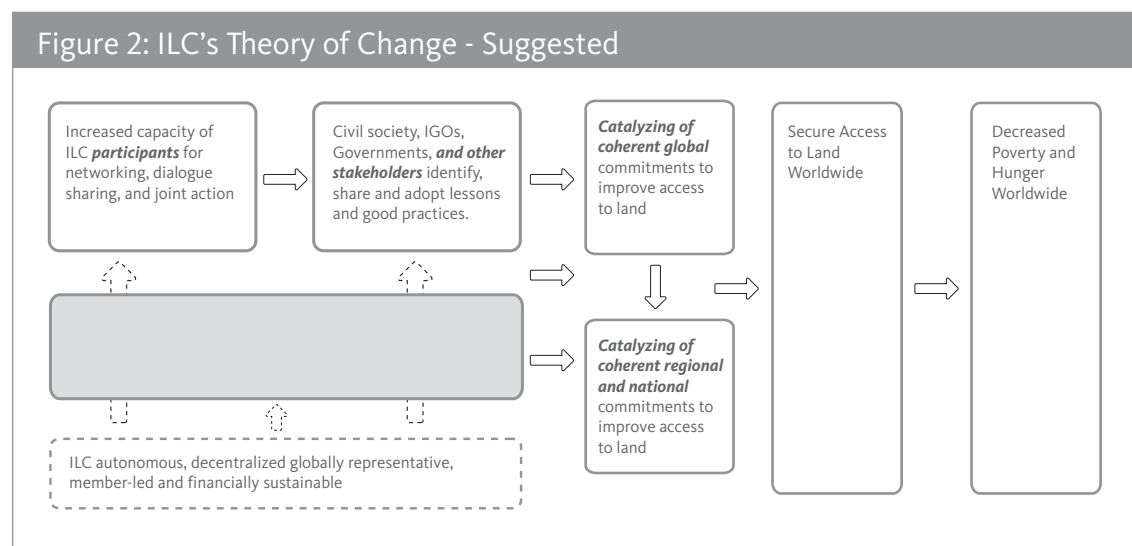 Figure 2: ILC's Theory of Change - Suggested
Increased capacity of
ILC participants for
networking, dialogue
sharing, and joint action
Civil society, IGOs,
Governments, and other
stakeholders identify,
share and adopt lessons
and good practices.
Catalyzing of
coherent global
commitments to
improve access
to land
Secure Access
to Land
Worldwide
Decreased
Poverty and
Hunger
Worldwide
Catalyzing of
coherent regional
and national
commitments to
improve access
to land
ILC autonomous, decentralized globally representative,
member-led and financially sustainable